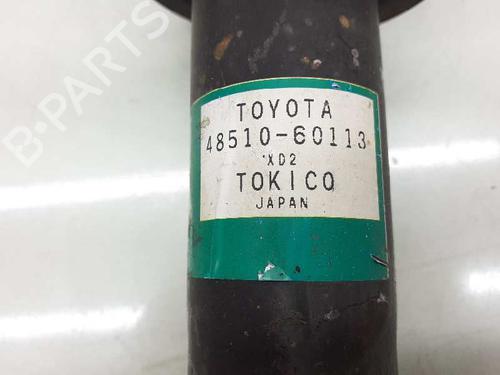 TOYOTA
48510-60113
XD2
TOKICO
JAPAN
B-PARTS